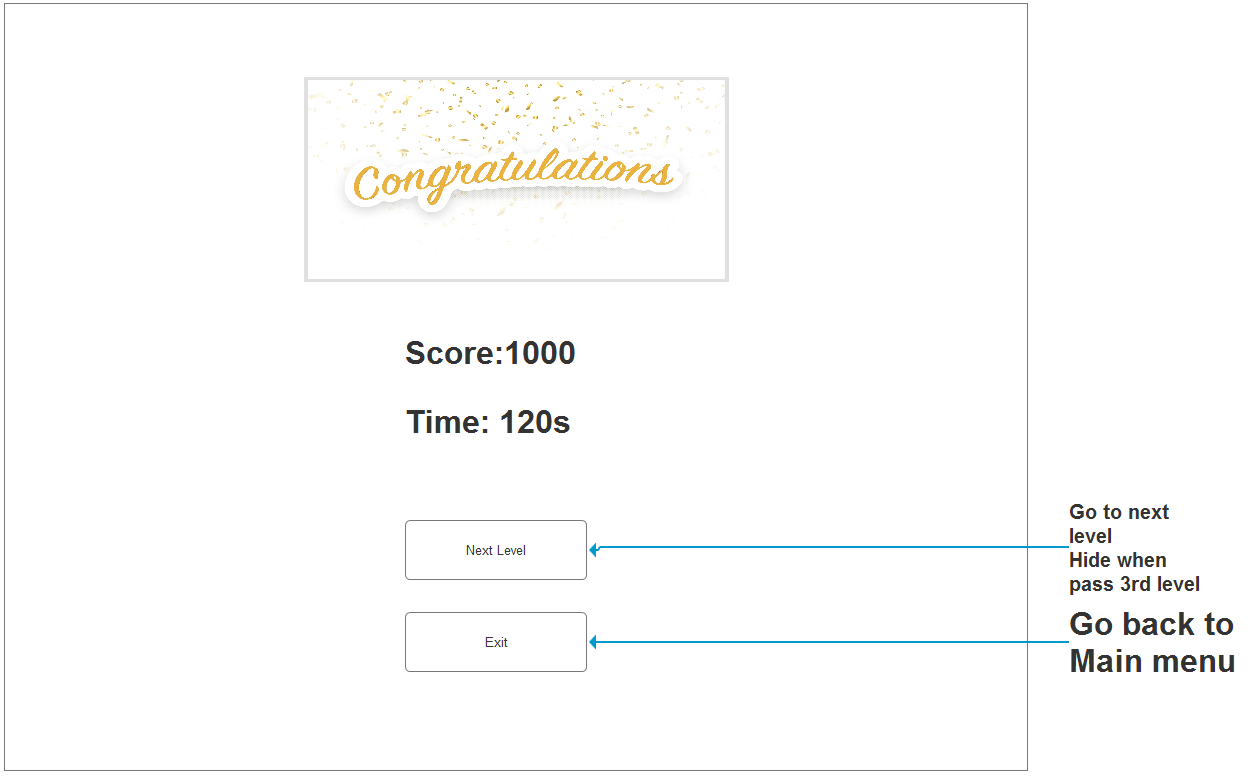 Congratulations
Score:1000
Time: 120s
Next Level
Go to next
level
Hide when
pass 3rd level
Exit
Go back to
Main menu